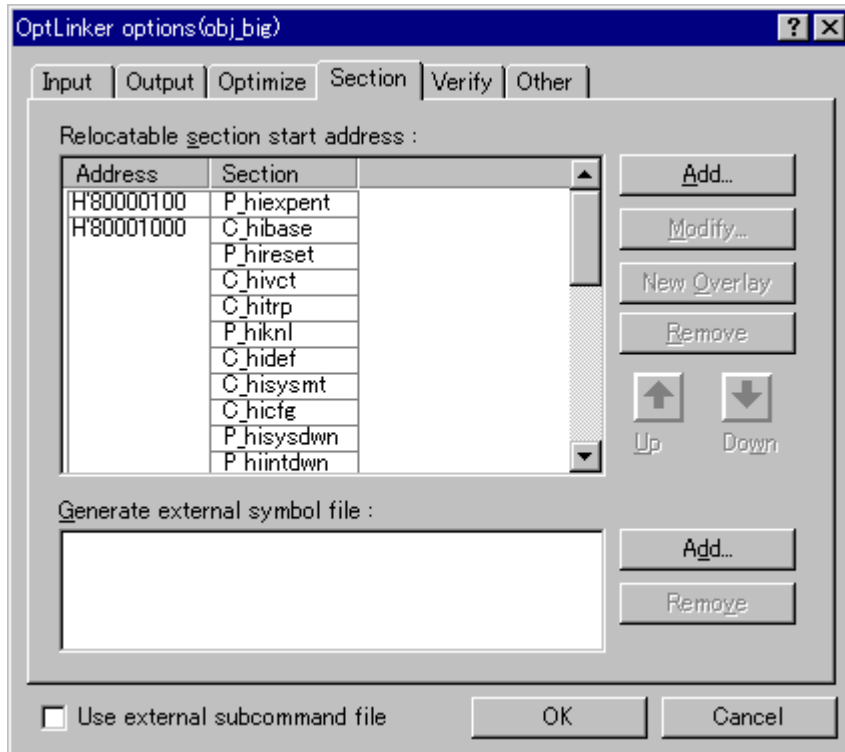 OptLinker options(obj_big)
Input Output Optimize Section Verify Other
Relocatable section start address :
Address Section
H'80000100 P_hiexpent
H'80001000 C_hibase
P_hireset
C_hivct
C_hitrp
P_hiknl
C_hidef
C_hisysmt
C_hicfg
P_hisysdwn
P_hiintdwn
Add...
Modify...
New Overlay
Remove
Up Down
Generate external symbol file :
Add...
Remove
Use external subcommand file
OK Cancel